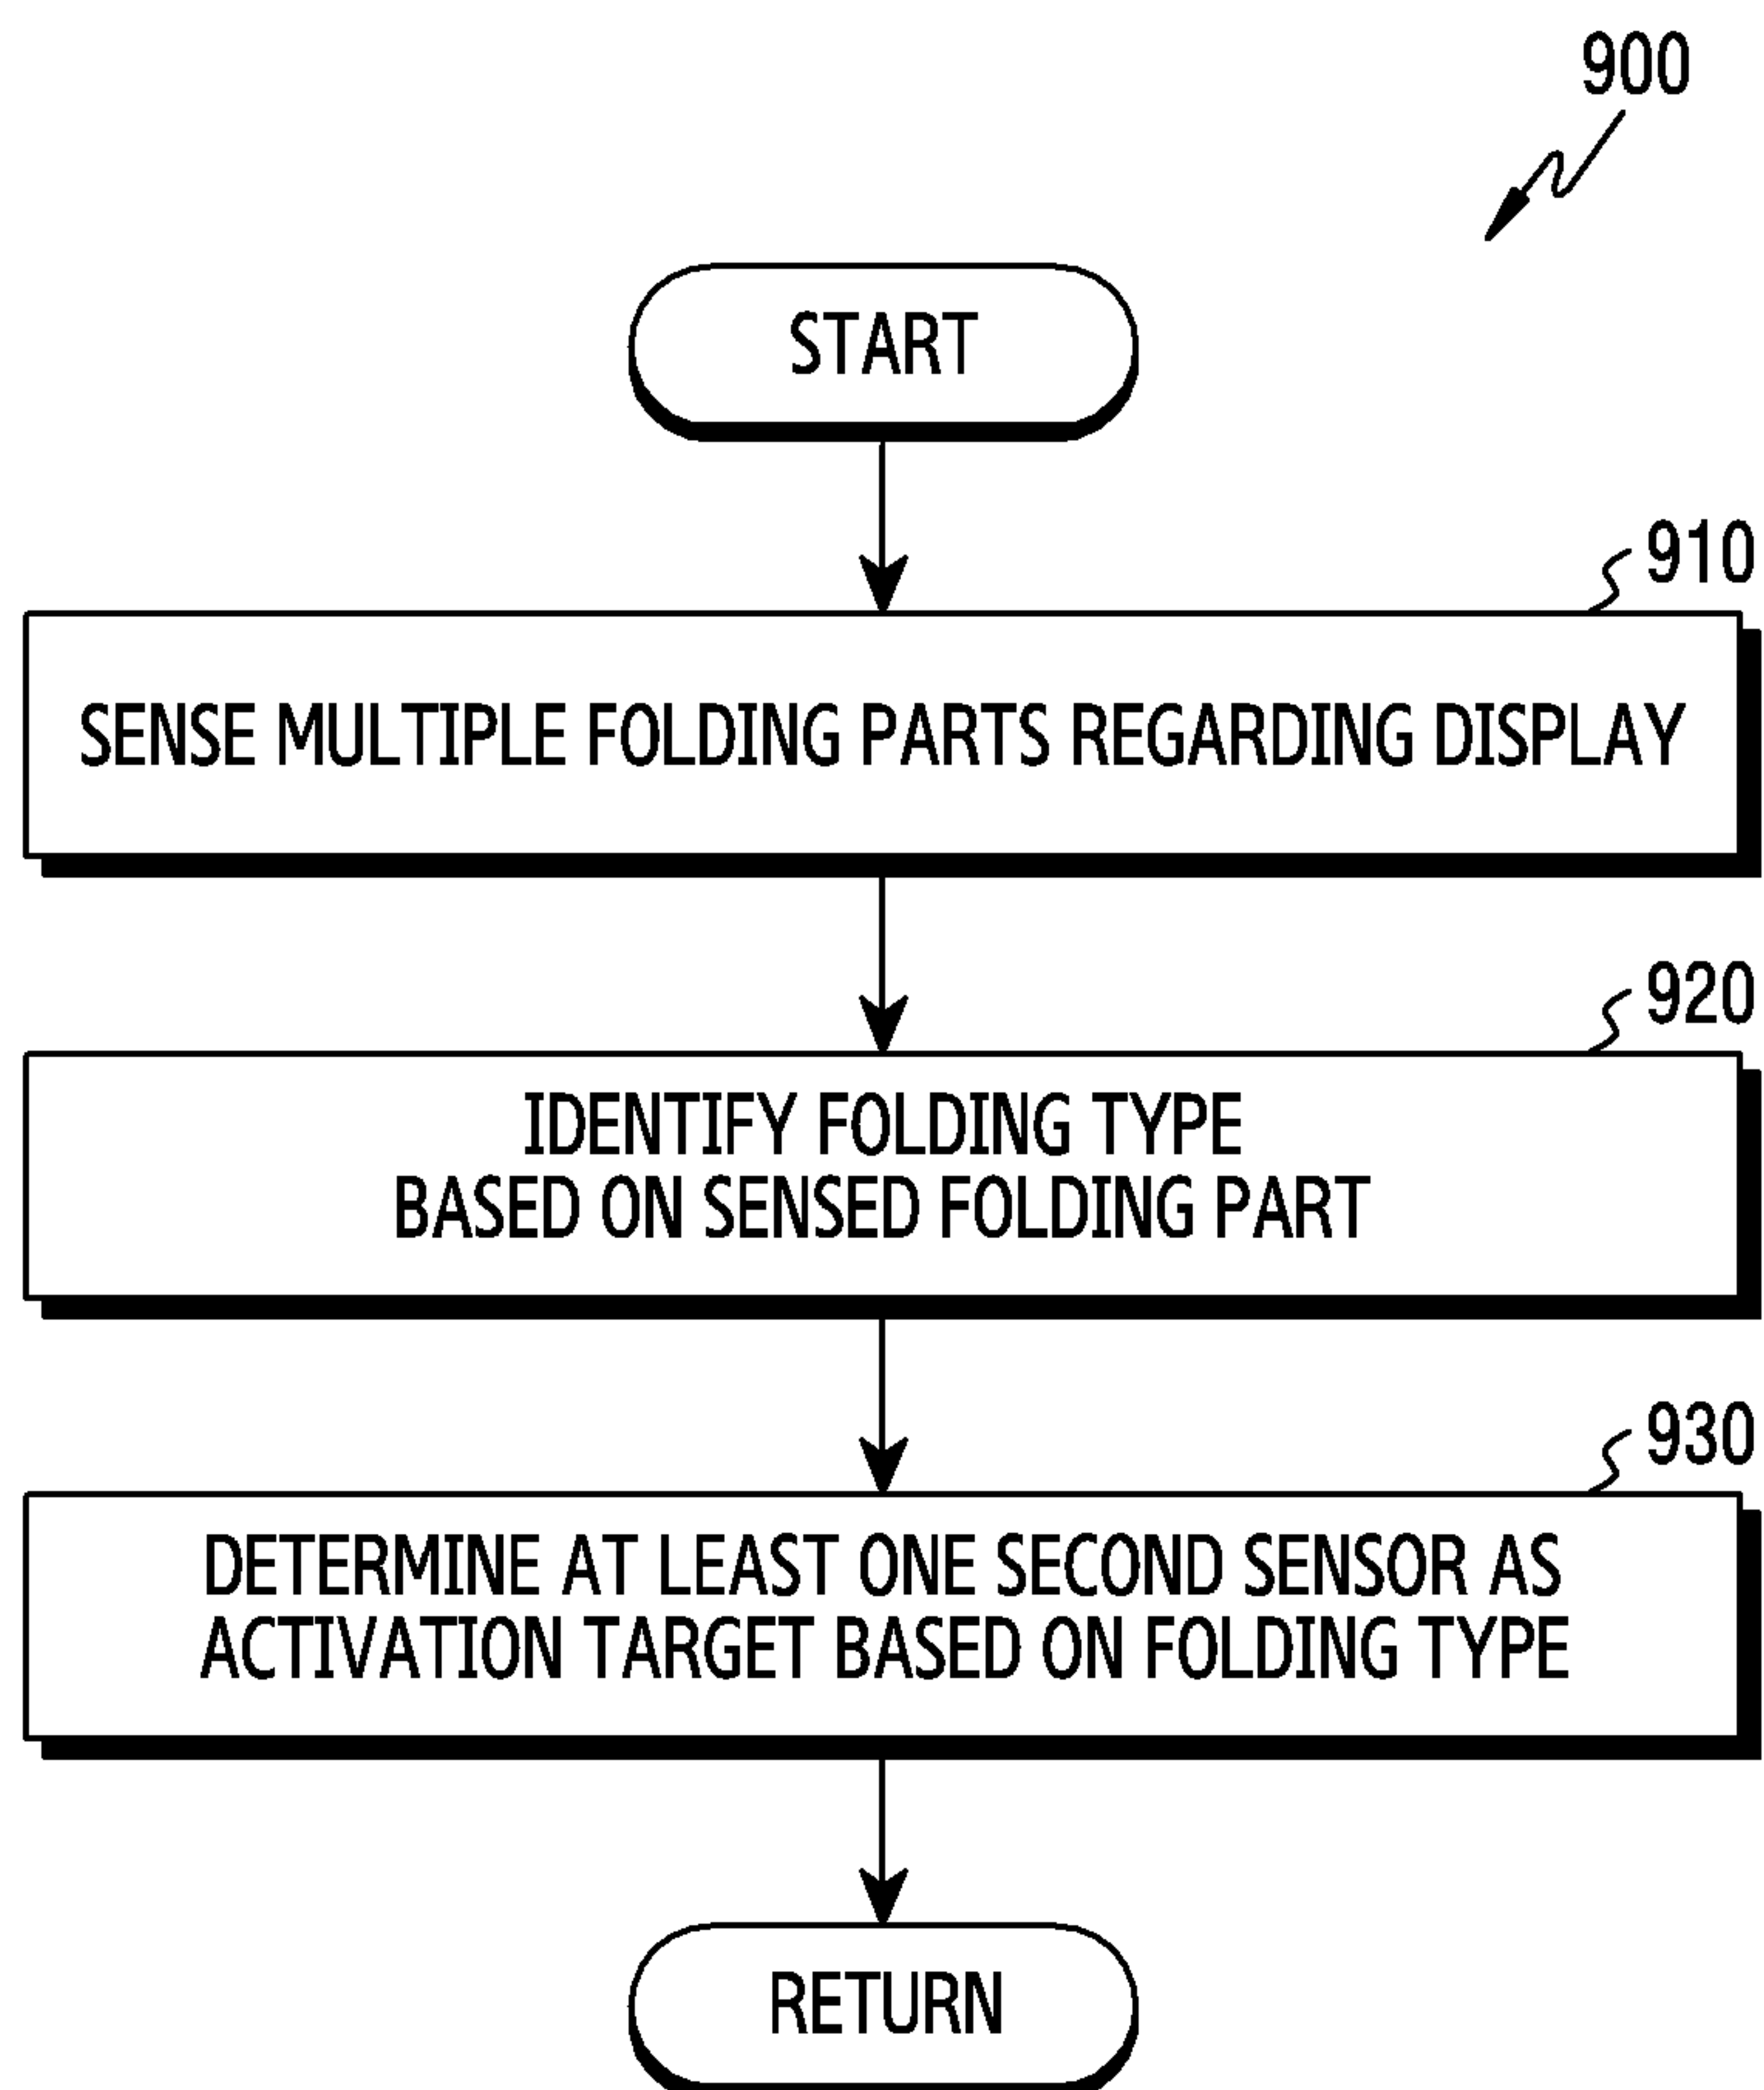 900
START
910
SENSE MULTIPLE FOLDING PARTS REGARDING DISPLAY
920
IDENTIFY FOLDING TYPE
BASED ON SENSED FOLDING PART
930
DETERMINE AT LEAST ONE SECOND SENSOR AS
ACTIVATION TARGET BASED ON FOLDING TYPE
RETURN